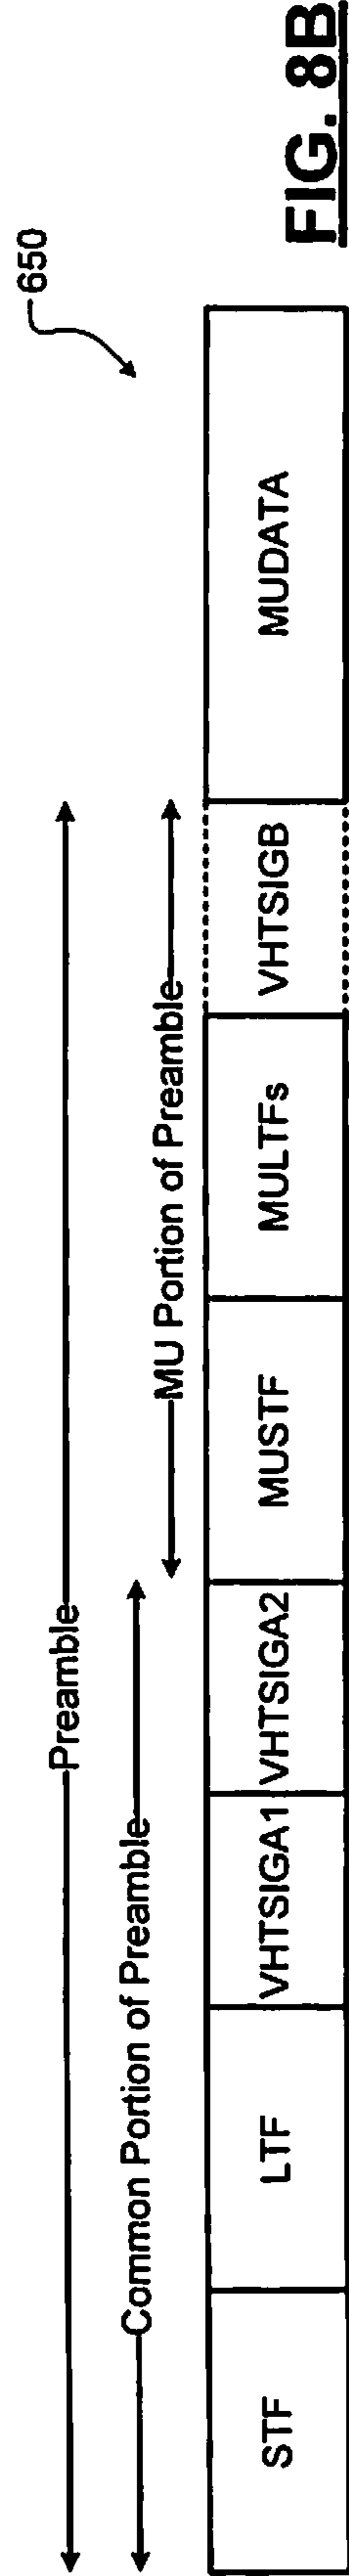 650
Preamble
Common Portion of Preamble
MU Portion of Preamble
STF
LTF
VHTSIGA1
VHTSIGA2
MUSTF
MULTFs
VHTSIGB
MUDATA
FIG. 8B